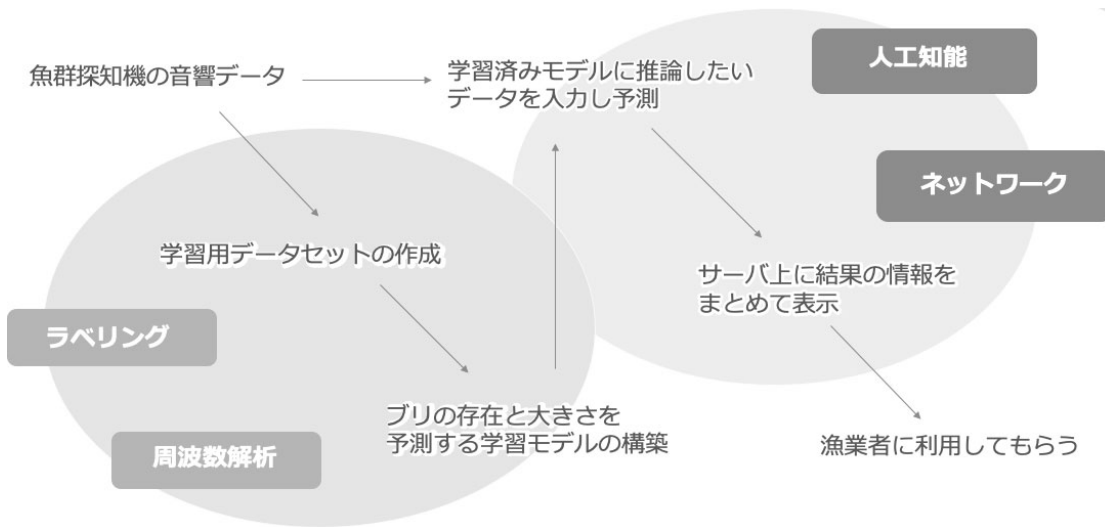 魚群探知機の音響データ
学習済みモデルに推論したい
データを入力し予測
人工知能
ネットワーク
学習用データセットの作成
サーバ上に結果の情報を
まとめて表示
ラベリング
ブリの存在と大きさを
予測する学習モデルの構築
周波数解析
漁業者に利用してもらう